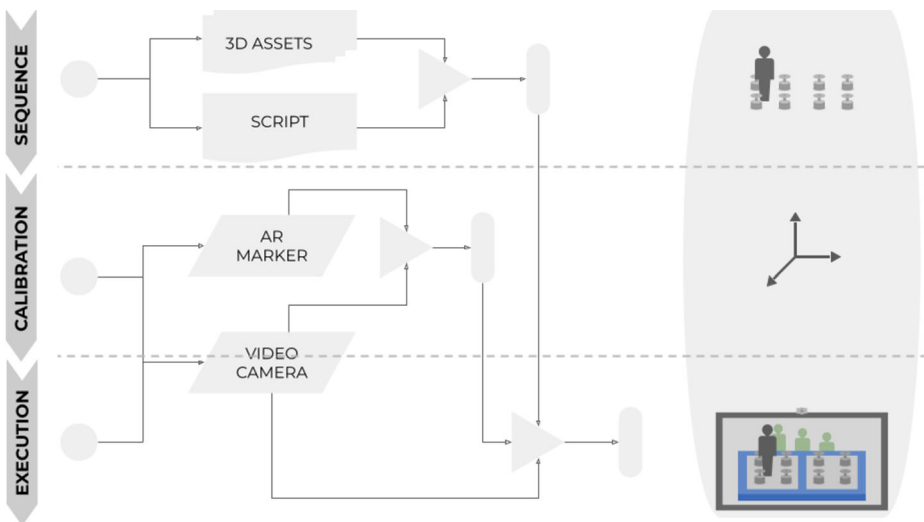 SEQUENCE
3D ASSETS
SCRIPT
CALIBRATION
AR
MARKER
VIDEO
CAMERA
EXECUTION